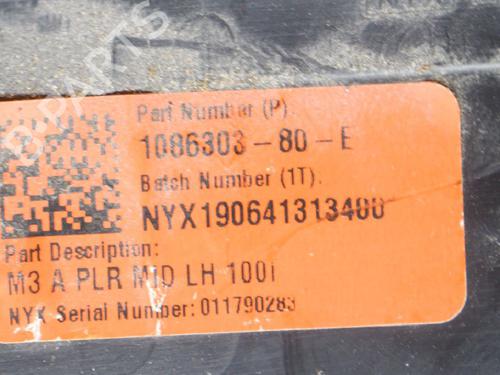 Part Number (P).
1086303-80-E
Batch Number (1T).
NYX190641313400
Part Description:
M3 A PLR MID LH 100I
NYX Serial Number: 011790283
B-PARTS